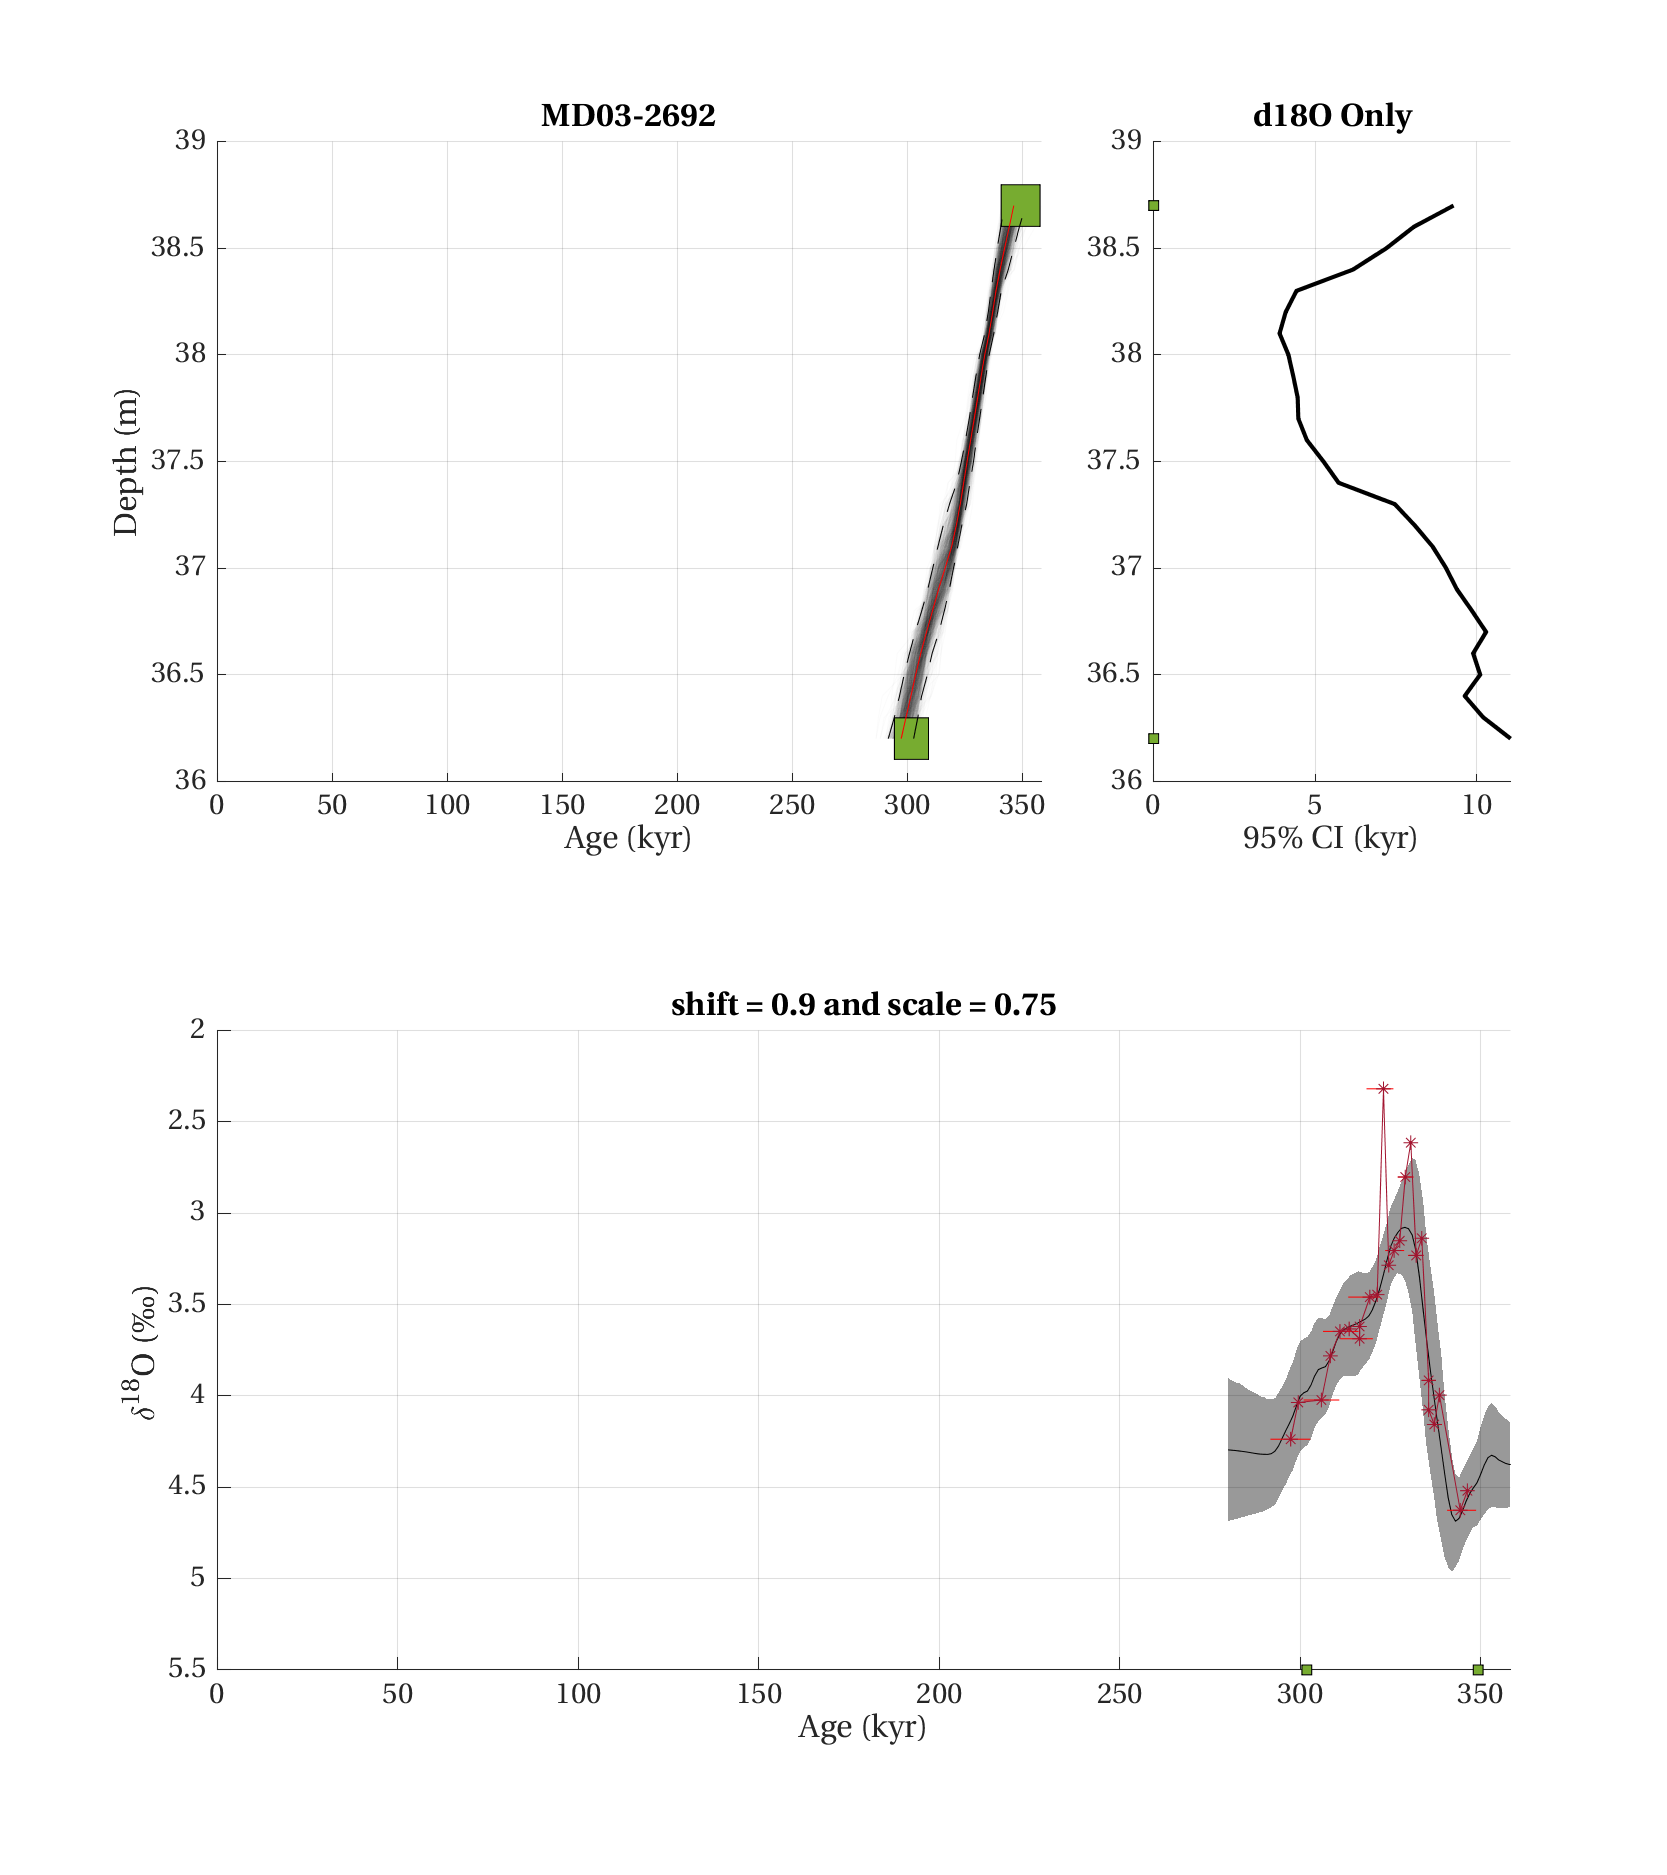 MD03-2692
39
38.5
38
37.5
37
36.5
36
Depth (m)
0 50 100 150 200 250 300 350
Age (kyr)
d18O Only
39
38.5
38
37.5
37
36.5
36
0 5 10
95% CI (kyr)
shift = 0.9 and scale = 0.75
2
2.5
3
3.5
4
4.5
5
5.5
δ18O (‰)
0 50 100 150 200 250 300 350
Age (kyr)